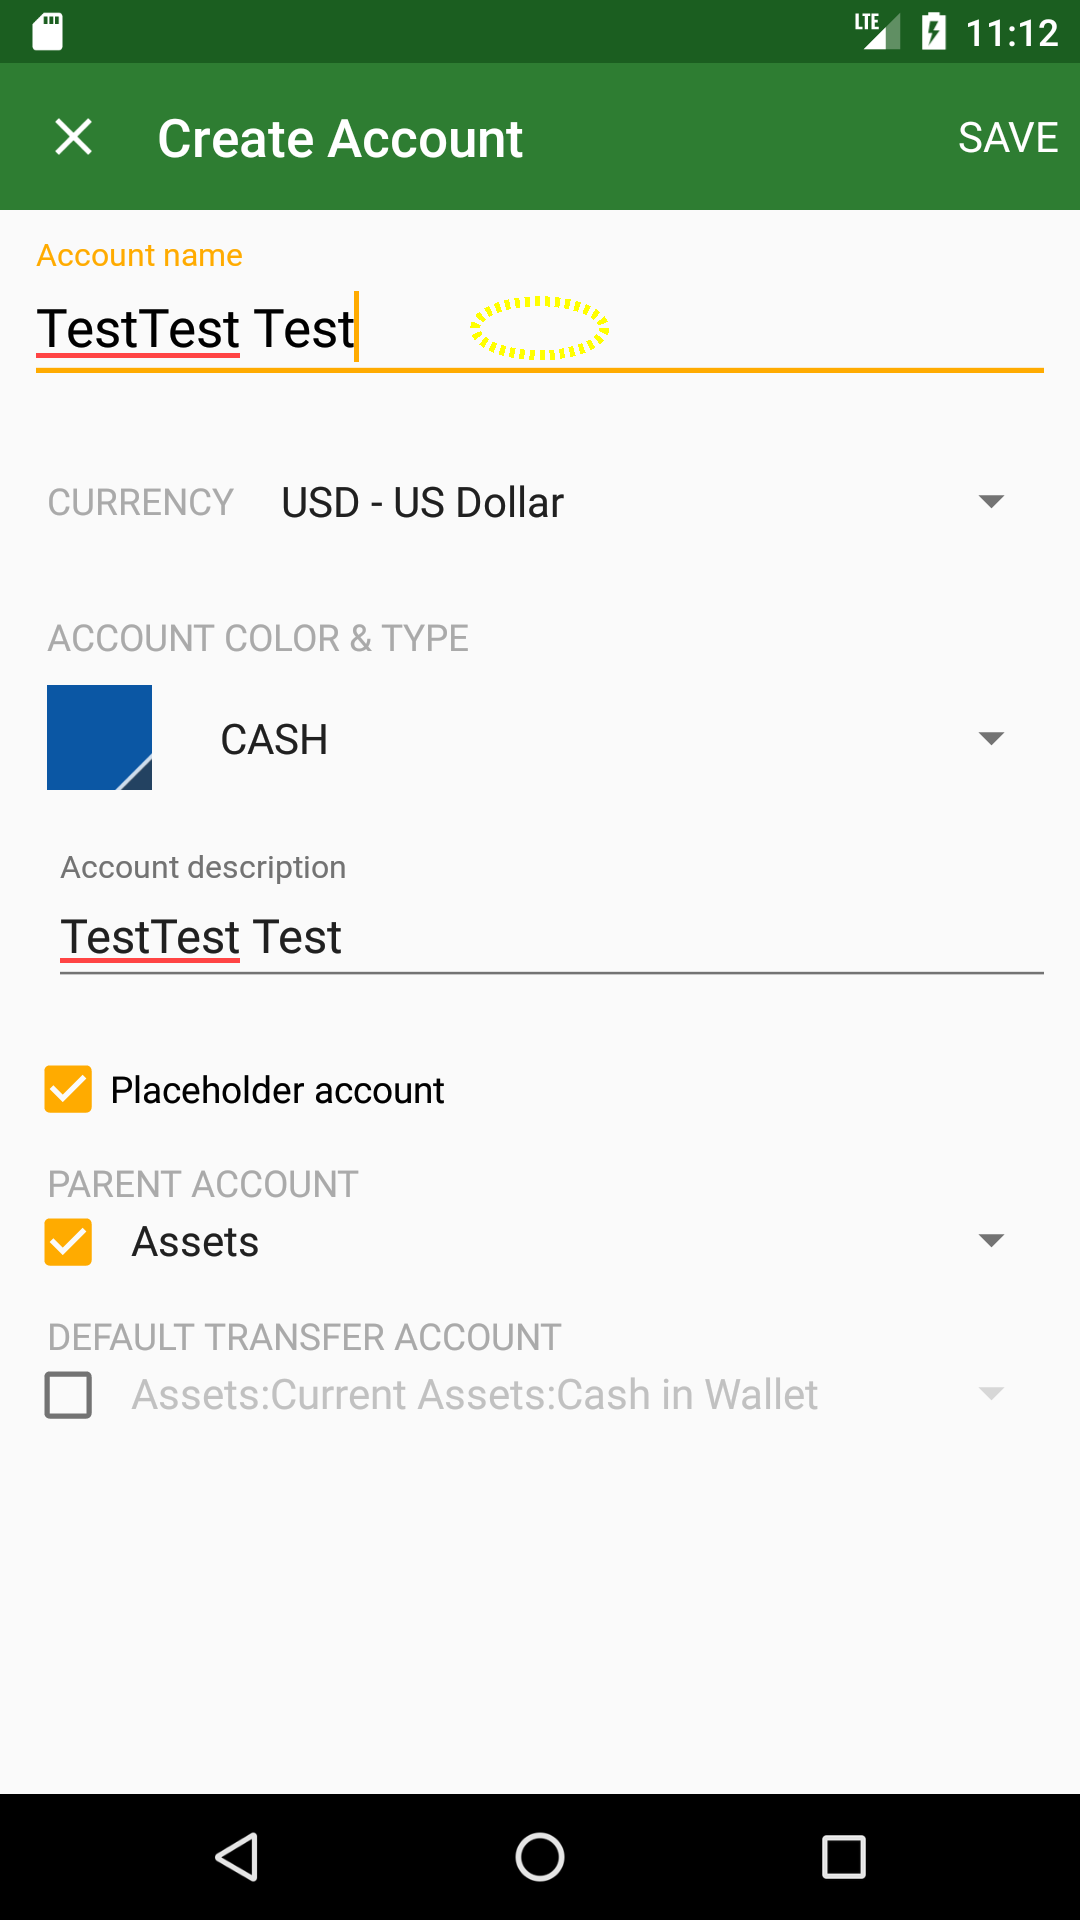 LTE 11:12
Create Account SAVE
Account name
TestTest Test
CURRENCY USD - US Dollar
ACCOUNT COLOR & TYPE
CASH
Account description
TestTest Test
Placeholder account
PARENT ACCOUNT
Assets
DEFAULT TRANSFER ACCOUNT
Assets:Current Assets:Cash in Wallet